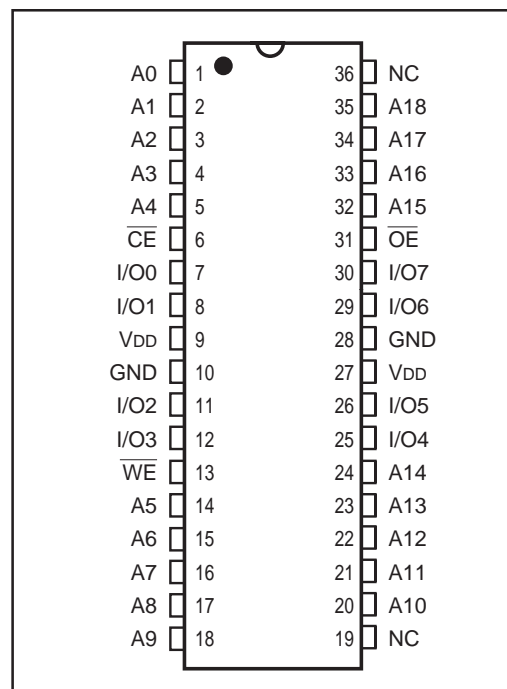 A0 1 36 NC
A1 2 35 A18
A2 3 34 A17
A3 4 33 A16
A4 5 32 A15
C̅E̅ 6 31 O̅E̅
I/O0 7 30 I/O7
I/O1 8 29 I/O6
VDD 9 28 GND
GND 10 27 VDD
I/O2 11 26 I/O5
I/O3 12 25 I/O4
W̅E̅ 13 24 A14
A5 14 23 A13
A6 15 22 A12
A7 16 21 A11
A8 17 20 A10
A9 18 19 NC